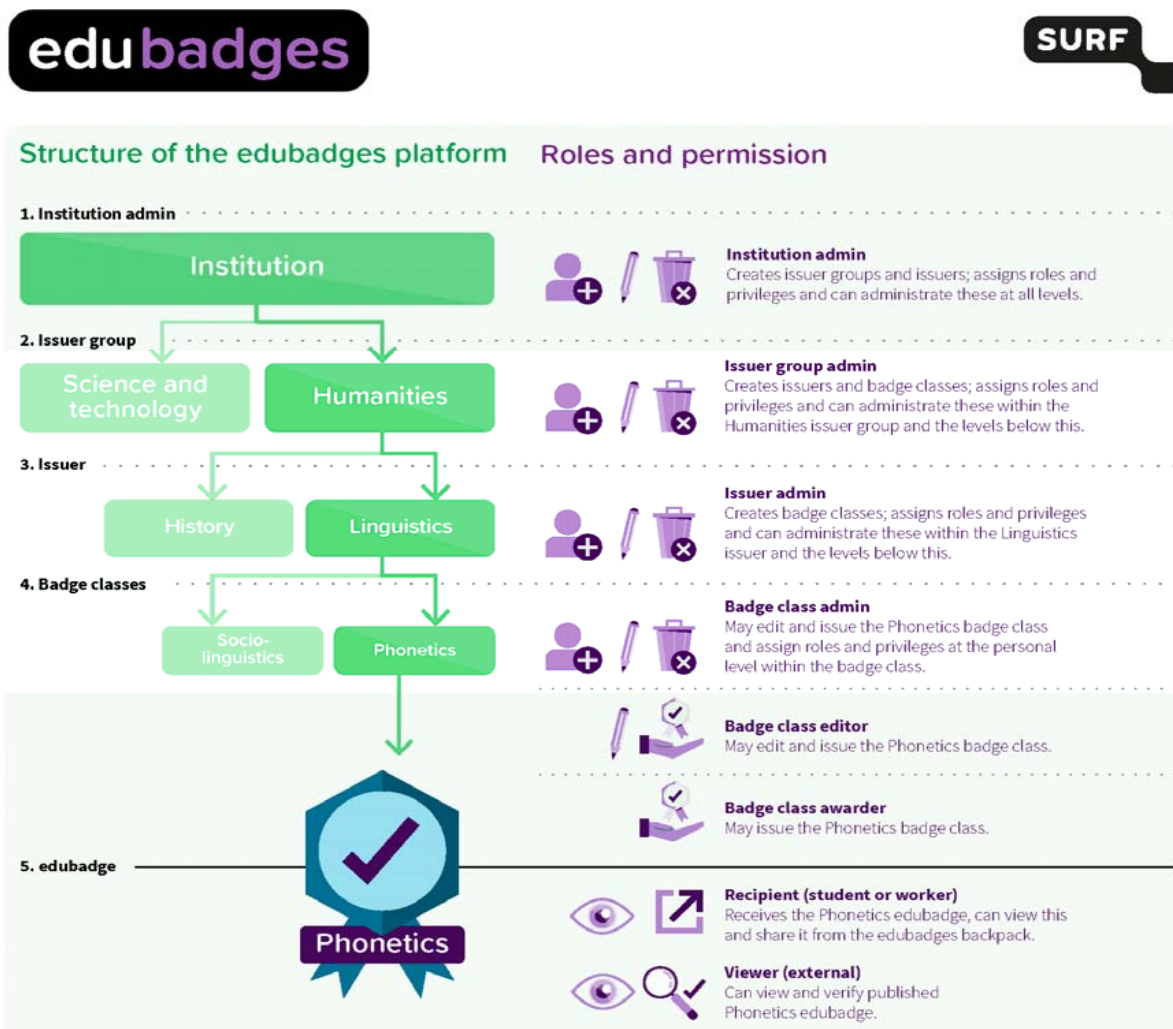 edubadges
SURF
Structure of the edubadges platform
Roles and permission
1. Institution admin
Institution
Institution admin
Creates issuer groups and issuers; assigns roles and
privileges and can administrate these at all levels.
2. Issuer group
Science and
technology
Humanities
Issuer group admin
Creates issuers and badge classes; assigns roles and
privileges and can administrate these within the
Humanities issuer group and the levels below this.
3. Issuer
History
Linguistics
Issuer admin
Creates badge classes; assigns roles and privileges
and can administrate these within the Linguistics
issuer and the levels below this.
4. Badge classes
Socio-
linguistics
Phonetics
Badge class admin
May edit and issue the Phonetics badge class
and assign roles and privileges at the personal
level within the badge class.
Badge class editor
May edit and issue the Phonetics badge class.
Badge class awarder
May issue the Phonetics badge class.
5. edubadge
Phonetics
Recipient (student or worker)
Receives the Phonetics edubadge, can view this
and share it from the edubadges backpack.
Viewer (external)
Can view and verify published
Phonetics edubadge.